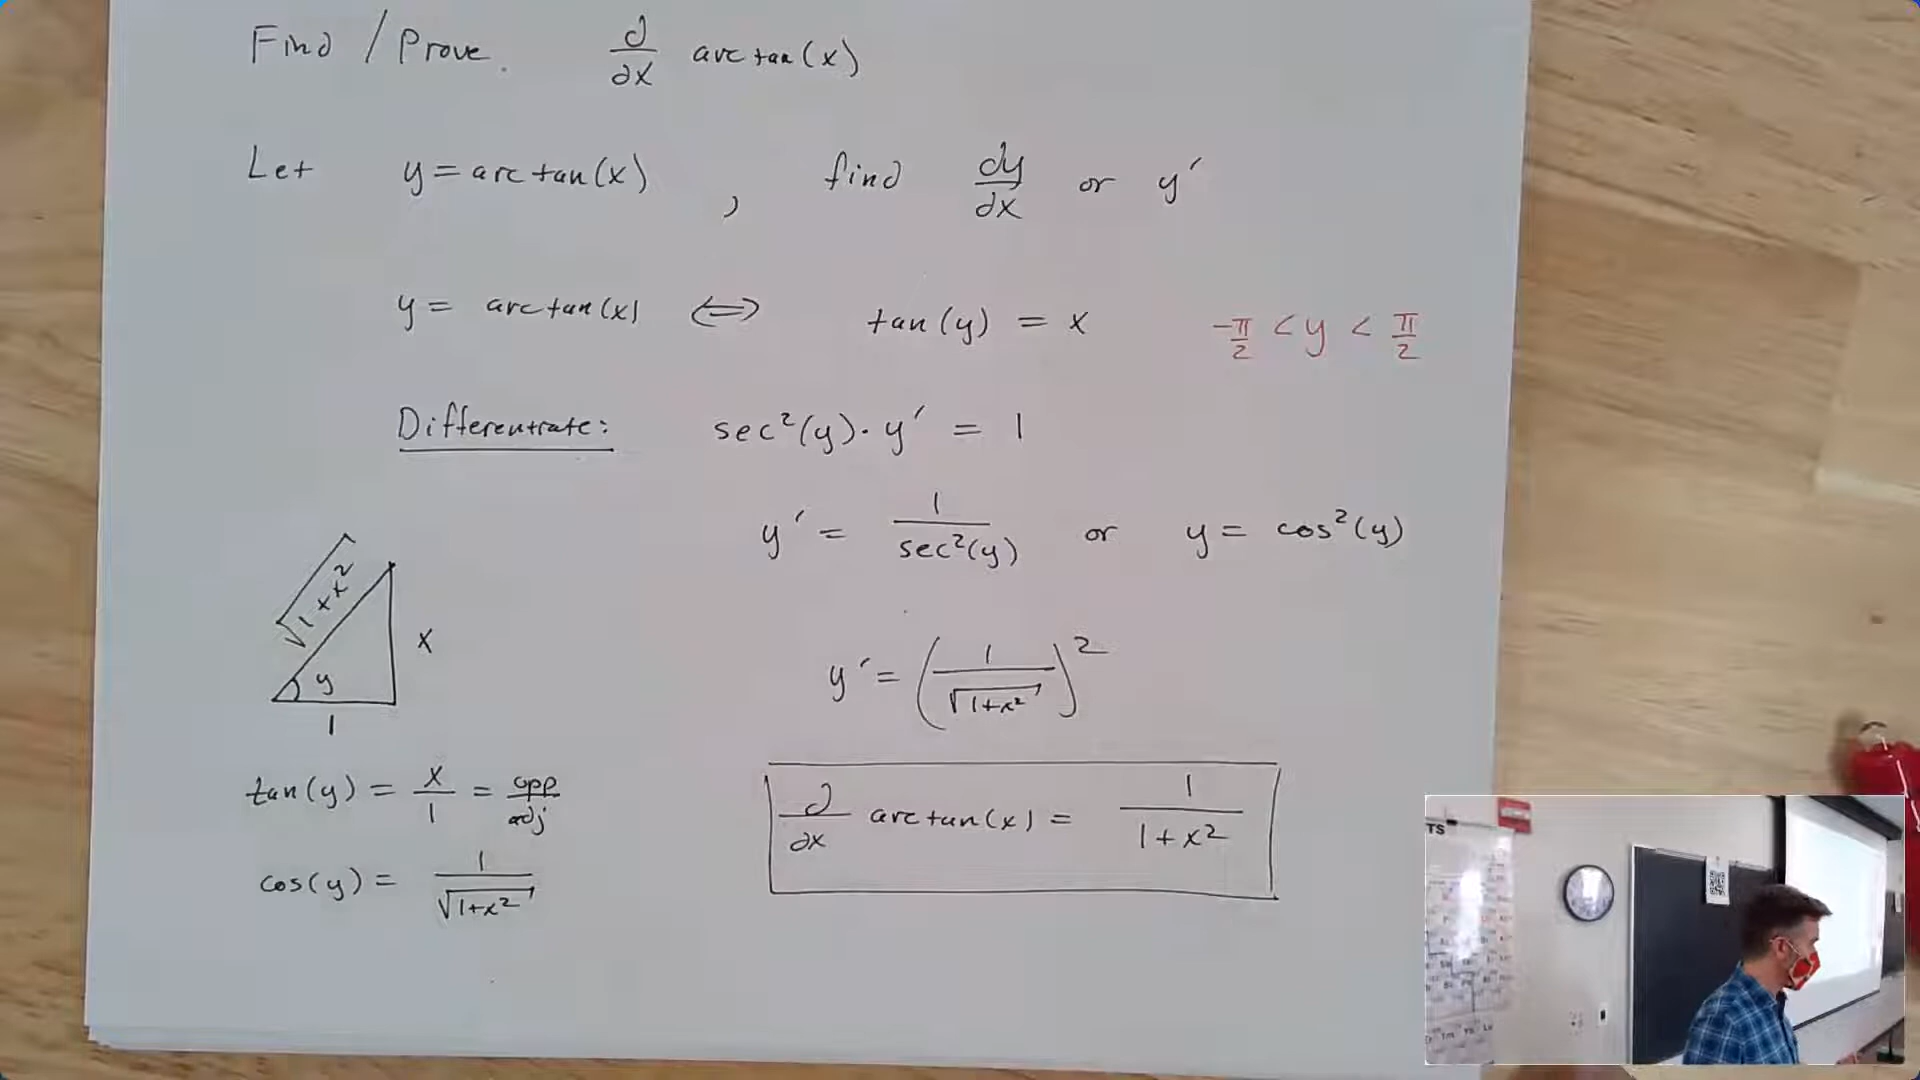 Find / Prove. d/dx arctan(x)
Let y = arctan(x) , find dy/dx or y′
y = arctan(x) ⟺ tan(y) = x -π/2 < y < π/2
Differentiate: sec²(y) · y′ = 1
y′ = 1/sec²(y) or y = cos²(y)
√1+x²
x
y
1
y′ = (1/√1+x²)²
tan(y) = x/1 = opp/adj
cos(y) = 1/√1+x²
d/dx arctan(x) = 1/1+x²
TS